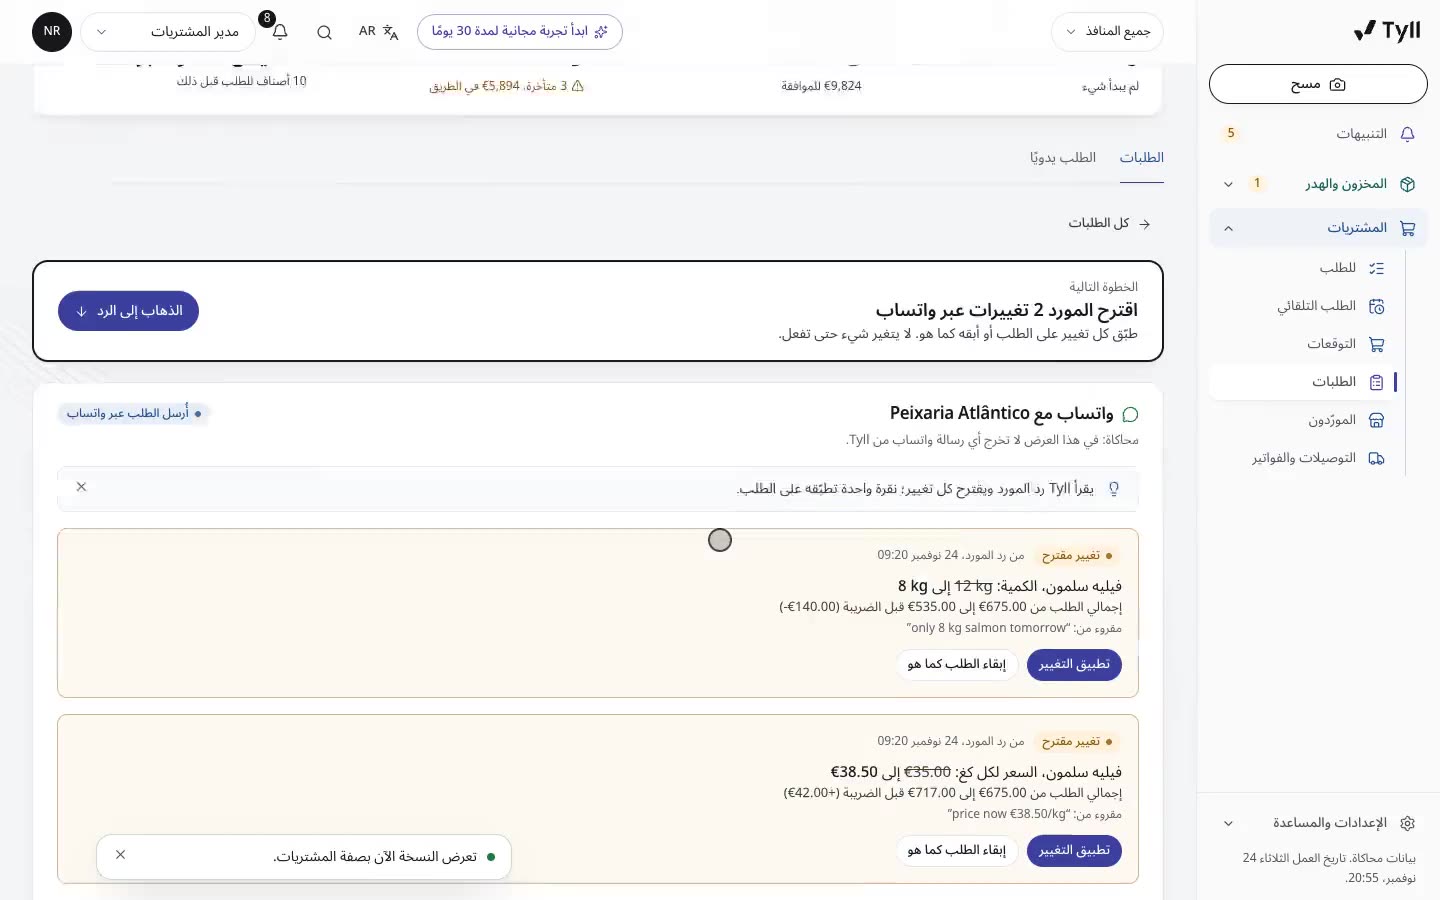 Tyll
مسح
التنبيهات 5
المخزون والهدر 1
المشتريات
للطلب
الطلب التلقائي
التوقعات
الطلبات
المورّدون
التوصيلات والفواتير
الإعدادات والمساعدة
بيانات محاكاة. تاريخ العمل الثلاثاء 24
نوفمبر، 20:55.
جميع المنافذ
ابدأ تجربة مجانية لمدة 30 يومًا
AR
8
مدير المشتريات
NR
لم يبدأ شيء
€9,824 للموافقة
3 متأخرة، €5,894 في الطريق
10 أصناف للطلب قبل ذلك
الطلبات
الطلب يدويًا
كل الطلبات
الخطوة التالية
اقترح المورد 2 تغييرات عبر واتساب
طبّق كل تغيير على الطلب أو أبقه كما هو. لا يتغير شيء حتى تفعل.
الذهاب إلى الرد
واتساب مع Peixaria Atlântico
أُرسل الطلب عبر واتساب
محاكاة: في هذا العرض لا تخرج أي رسالة واتساب من Tyll.
يقرأ Tyll رد المورد ويقترح كل تغيير؛ نقرة واحدة تطبّقه على الطلب.
تغيير مقترح من رد المورد، 24 نوفمبر 09:20
فيليه سلمون، الكمية: 12 kg إلى 8 kg
إجمالي الطلب من €675.00 إلى €535.00 قبل الضريبة (-€140.00)
مقروء من: "only 8 kg salmon tomorrow"
تطبيق التغيير
إبقاء الطلب كما هو
تغيير مقترح من رد المورد، 24 نوفمبر 09:20
فيليه سلمون، السعر لكل كغ: €35.00 إلى €38.50
إجمالي الطلب من €675.00 إلى €717.00 قبل الضريبة (+€42.00)
مقروء من: "price now €38.50/kg"
تطبيق التغيير
إبقاء الطلب كما هو
تعرض النسخة الآن بصفة المشتريات.